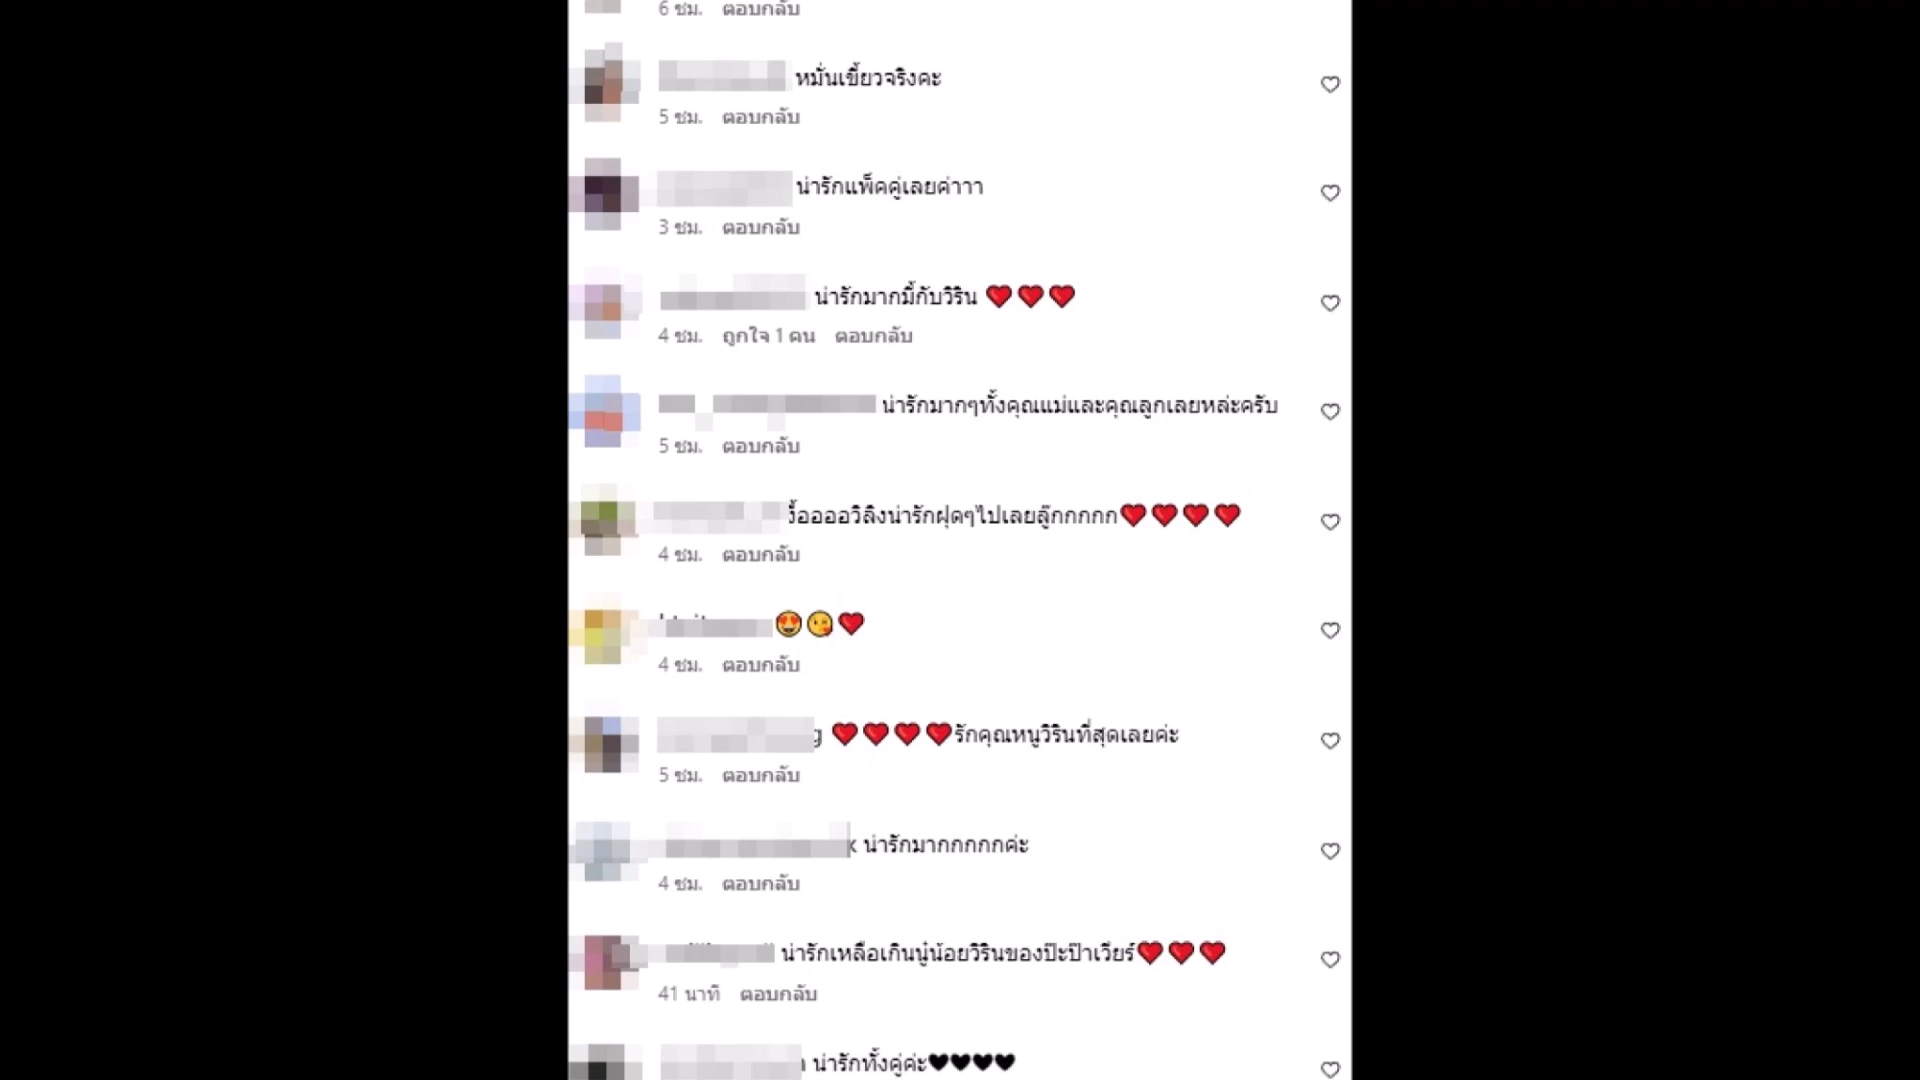 6 ชม. ตอบกลับ
หมั่นเขี้ยวจริงคะ
5 ชม. ตอบกลับ
น่ารักแพ็คคู่เลยค่าาา
3 ชม. ตอบกลับ
น่ารักมากมี้กับวิริน ❤️❤️❤️
4 ชม. ถูกใจ 1 คน ตอบกลับ
น่ารักมากๆทั้งคุณแม่และคุณลูกเลยหล่ะครับ
5 ชม. ตอบกลับ
งื้ออออวิลิงน่ารักฝุดๆไปเลยลู๊กกกกก❤️❤️❤️❤️
4 ชม. ตอบกลับ
😍😘❤️
4 ชม. ตอบกลับ
g ❤️❤️❤️❤️รักคุณหนูวิรินที่สุดเลยค่ะ
5 ชม. ตอบกลับ
น่ารักมากกกกกค่ะ
4 ชม. ตอบกลับ
น่ารักเหลือเกินนู๋น้อยวิรินของป๊ะป๊าเวียร์❤️❤️❤️
41 นาที ตอบกลับ
น่ารักทั้งคู่ค่ะ🖤🖤🖤🖤